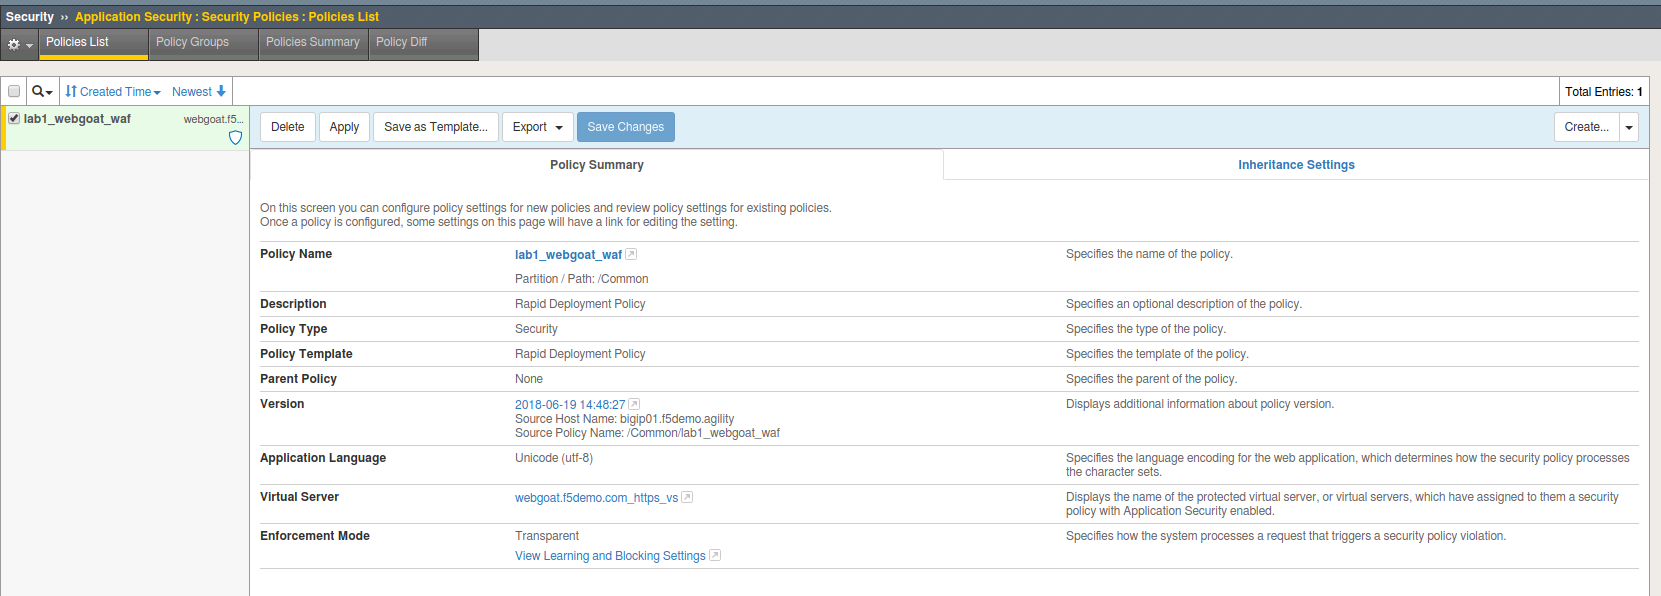 Security ›› Application Security : Security Policies : Policies List
Policies List Policy Groups Policies Summary Policy Diff
Created Time Newest Total Entries: 1
lab1_webgoat_waf webgoat.f5...
Delete Apply Save as Template... Export Save Changes Create...
Policy Summary Inheritance Settings
On this screen you can configure policy settings for new policies and review policy settings for existing policies.
Once a policy is configured, some settings on this page will have a link for editing the setting.
Policy Name lab1_webgoat_waf Specifies the name of the policy.
Partition / Path: /Common
Description Rapid Deployment Policy Specifies an optional description of the policy.
Policy Type Security Specifies the type of the policy.
Policy Template Rapid Deployment Policy Specifies the template of the policy.
Parent Policy None Specifies the parent of the policy.
Version 2018-06-19 14:48:27 Displays additional information about policy version.
Source Host Name: bigip01.f5demo.agility
Source Policy Name: /Common/lab1_webgoat_waf
Application Language Unicode (utf-8) Specifies the language encoding for the web application, which determines how the security policy processes
the character sets.
Virtual Server webgoat.f5demo.com_https_vs Displays the name of the protected virtual server, or virtual servers, which have assigned to them a security
policy with Application Security enabled.
Enforcement Mode Transparent Specifies how the system processes a request that triggers a security policy violation.
View Learning and Blocking Settings